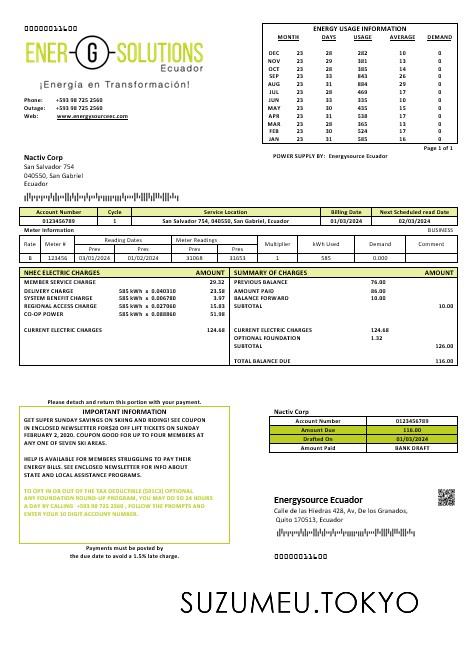 00000011600
ENER-G-SOLUTIONS
Ecuador
¡Energía en Transformación!
Phone: +593 98 725 2560
Outage: +593 98 725 2560
Web: www.energysourceec.com
ENERGY USAGE INFORMATION
MONTH DAYS USAGE AVERAGE DEMAND
DEC 23 28 282 10 0
NOV 23 29 381 13 0
OCT 23 28 385 14 0
SEP 23 33 843 26 0
AUG 23 31 884 29 0
JUL 23 28 469 17 0
JUN 23 33 335 10 0
MAY 23 30 435 15 0
APR 23 31 538 17 0
MAR 23 28 365 13 0
FEB 23 30 524 17 0
JAN 23 31 585 16 0
Page 1 of 1
POWER SUPPLY BY: Energysource Ecuador
Nactiv Corp
San Salvador 754
040550, San Gabriel
Ecuador
Account Number Cycle Service Location Billing Date Next Scheduled read Date
0123456789 1 San Salvador 754, 040550, San Gabriel, Ecuador 01/03/2024 02/03/2024
Meter Information BUSINESS
Rate Meter # Reading Dates Meter Readings Multiplier kWh Used Demand Comment
Prev Prev Prev Prev
B 123456 03/01/2024 01/02/2024 31068 31653 1 585 0.000
NHEC ELECTRIC CHARGES AMOUNT
MEMBER SERVICE CHARGE 29.32
DELIVERY CHARGE 585 kWh x 0.040310 23.58
SYSTEM BENEFIT CHARGE 585 kWh x 0.006780 3.97
REGIONAL ACCESS CHARGE 585 kWh x 0.027060 15.83
CO-OP POWER 585 kWh x 0.088860 51.98
CURRENT ELECTRIC CHARGES 124.68
SUMMARY OF CHARGES AMOUNT
PREVIOUS BALANCE 76.00
AMOUNT PAID 86.00
BALANCE FORWARD 10.00
SUBTOTAL 10.00
CURRENT ELECTRIC CHARGES 124.68
OPTIONAL FOUNDATION 1.32
SUBTOTAL 126.00
TOTAL BALANCE DUE 116.00
Please detach and return this portion with your payment.
IMPORTANT INFORMATION
GET SUPER SUNDAY SAVINGS ON SKIING AND RIDING! SEE COUPON
IN ENCLOSED NEWSLETTER FOR$20 OFF LIFT TICKETS ON SUNDAY
FEBRUARY 2, 2020. COUPON GOOD FOR UP TO FOUR MEMBERS AT
ANY ONE OF SEVEN SKI AREAS.
HELP IS AVAILABLE FOR MEMBERS STRUGGLING TO PAY THEIR
ENERGY BILLS. SEE ENCLOSED NEWSLETTER FOR INFO ABOUT
STATE AND LOCAL ASSISTANCE PROGRAMS.
TO OPT IN OR OUT OF THE TAX DEDUCTIBLE (501C3) OPTIONAL
ANY FOUNDATION ROUND-UP PROGRAM, YOU MAY DO SO 24 HOURS
A DAY BY CALLING +593 98 725 2560 , FOLLOW THE PROMPTS AND
ENTER YOUR 10 DIGIT ACCOUNT NUMBER.
Payments must be posted by
the due date to avoid a 1.5% late charge.
Nactiv Corp
Account Number 0123456789
Amount Due 116.00
Drafted On 01/03/2024
Amount Paid BANK DRAFT
Energysource Ecuador
Calle de las Hiedras 428, Av, De los Granados,
Quito 170513, Ecuador
00000011600
SUZUMEU.TOKYO